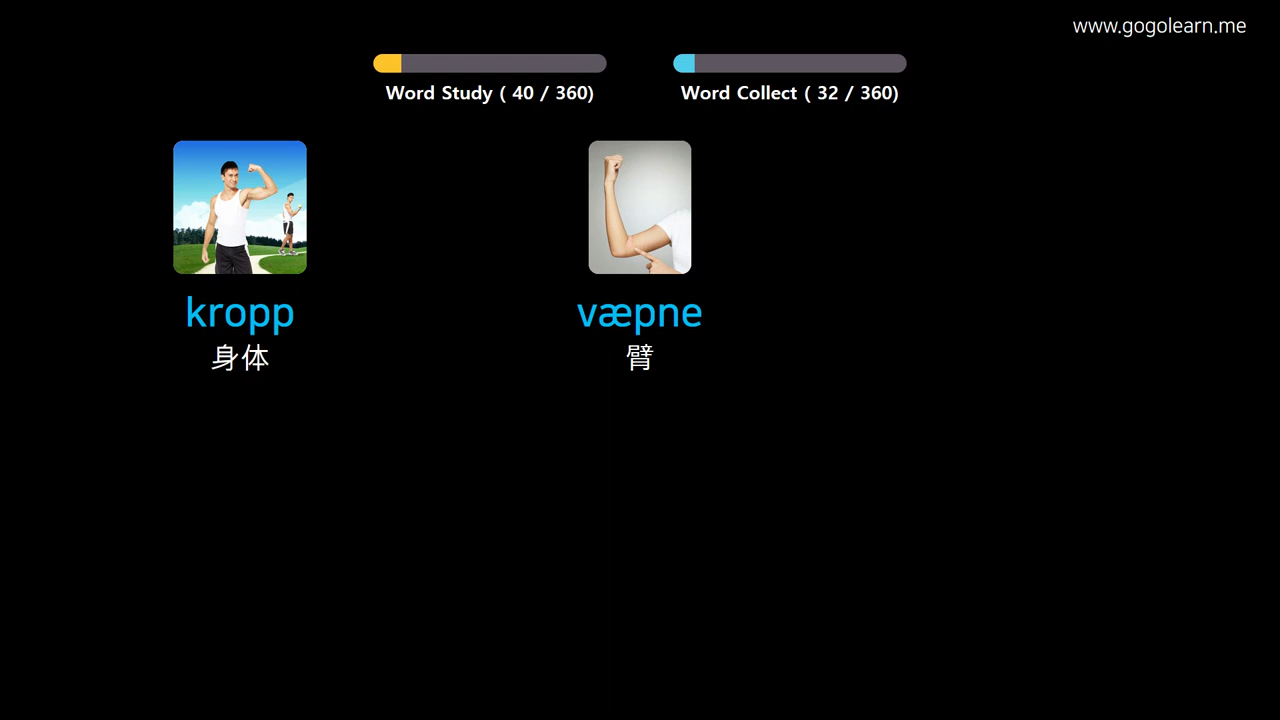 www.gogolearn.me
Word Study ( 40 / 360)
Word Collect ( 32 / 360)
kropp
væpne
身体
臂